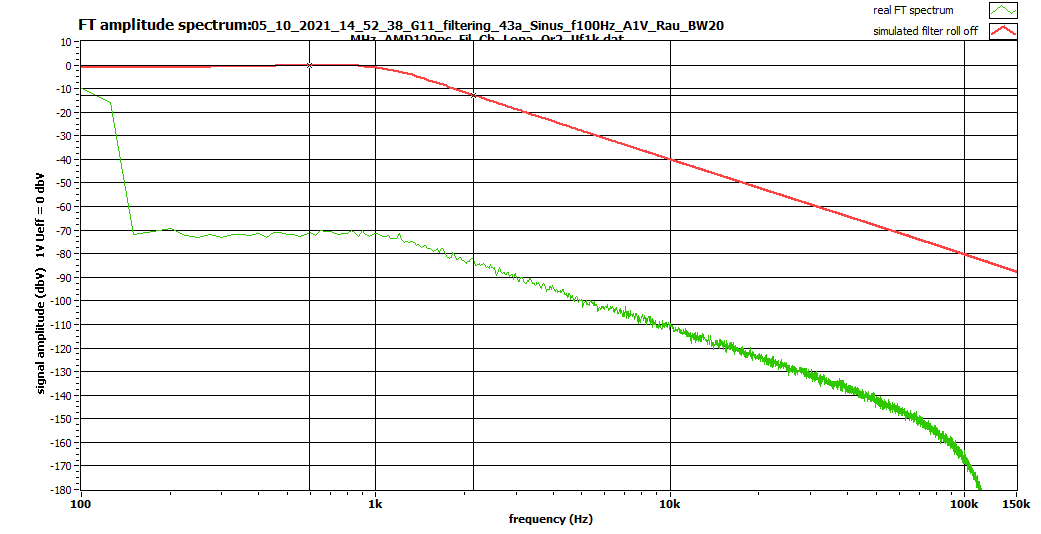 FT amplitude spectrum:05_10_2021_14_52_38_G11_filtering_43a_Sinus_f100Hz_A1V_Rau_BW20
real FT spectrum
simulated filter roll off
10
0
-10
-20
-30
-40
-50
-60
-70
-80
-90
-100
-110
-120
-130
-140
-150
-160
-170
-180
signal amplitude (dbV) 1V Ueff = 0 dbV
100
1k
10k
100k
150k
frequency (Hz)